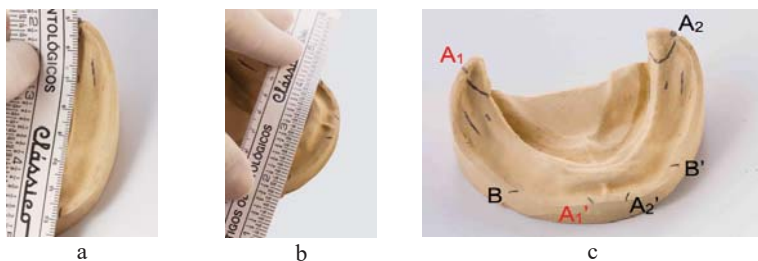 ONTOLÓGICOS
Clássico
a
Clássico
TIGOS ODONTOLÓGICOS
b
A1
A2
B
A1'
A2'
B'
c